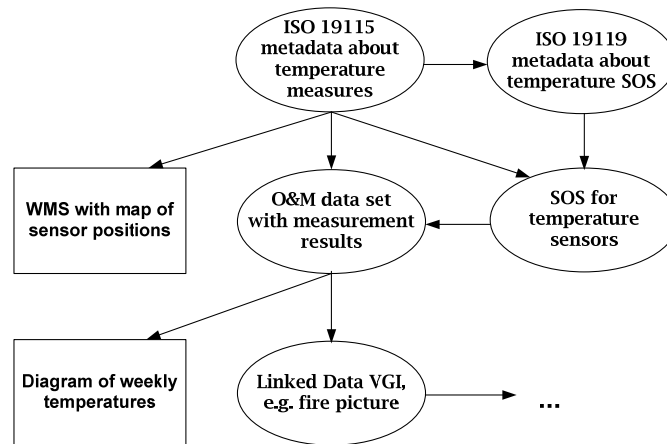 ISO 19115
metadata about
temperature
measures
ISO 19119
metadata about
temperature SOS
WMS with map of
sensor positions
O&M data set
with measurement
results
SOS for
temperature
sensors
Diagram of weekly
temperatures
Linked Data VGI,
e.g. fire picture
...